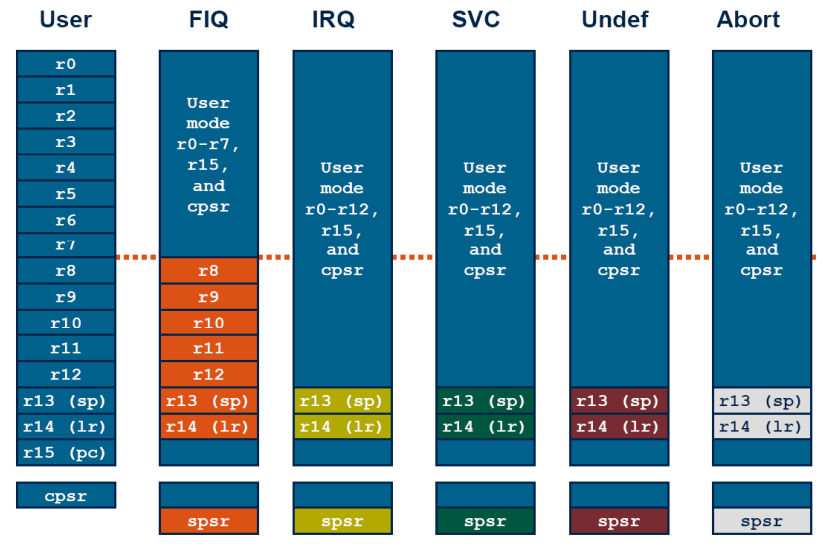 User
FIQ
IRQ
SVC
Undef
Abort
r0
r1
r2
r3
r4
r5
r6
r7
r8
r9
r10
r11
r12
r13 (sp)
r14 (lr)
r15 (pc)
cpsr
User
mode
r0-r7,
r15,
and
cpsr
r8
r9
r10
r11
r12
r13 (sp)
r14 (lr)
spsr
User
mode
r0-r12,
r15,
and
cpsr
r13 (sp)
r14 (lr)
spsr
User
mode
r0-r12,
r15,
and
cpsr
r13 (sp)
r14 (lr)
spsr
User
mode
r0-r12,
r15,
and
cpsr
r13 (sp)
r14 (lr)
spsr
User
mode
r0-r12,
r15,
and
cpsr
r13 (sp)
r14 (lr)
spsr